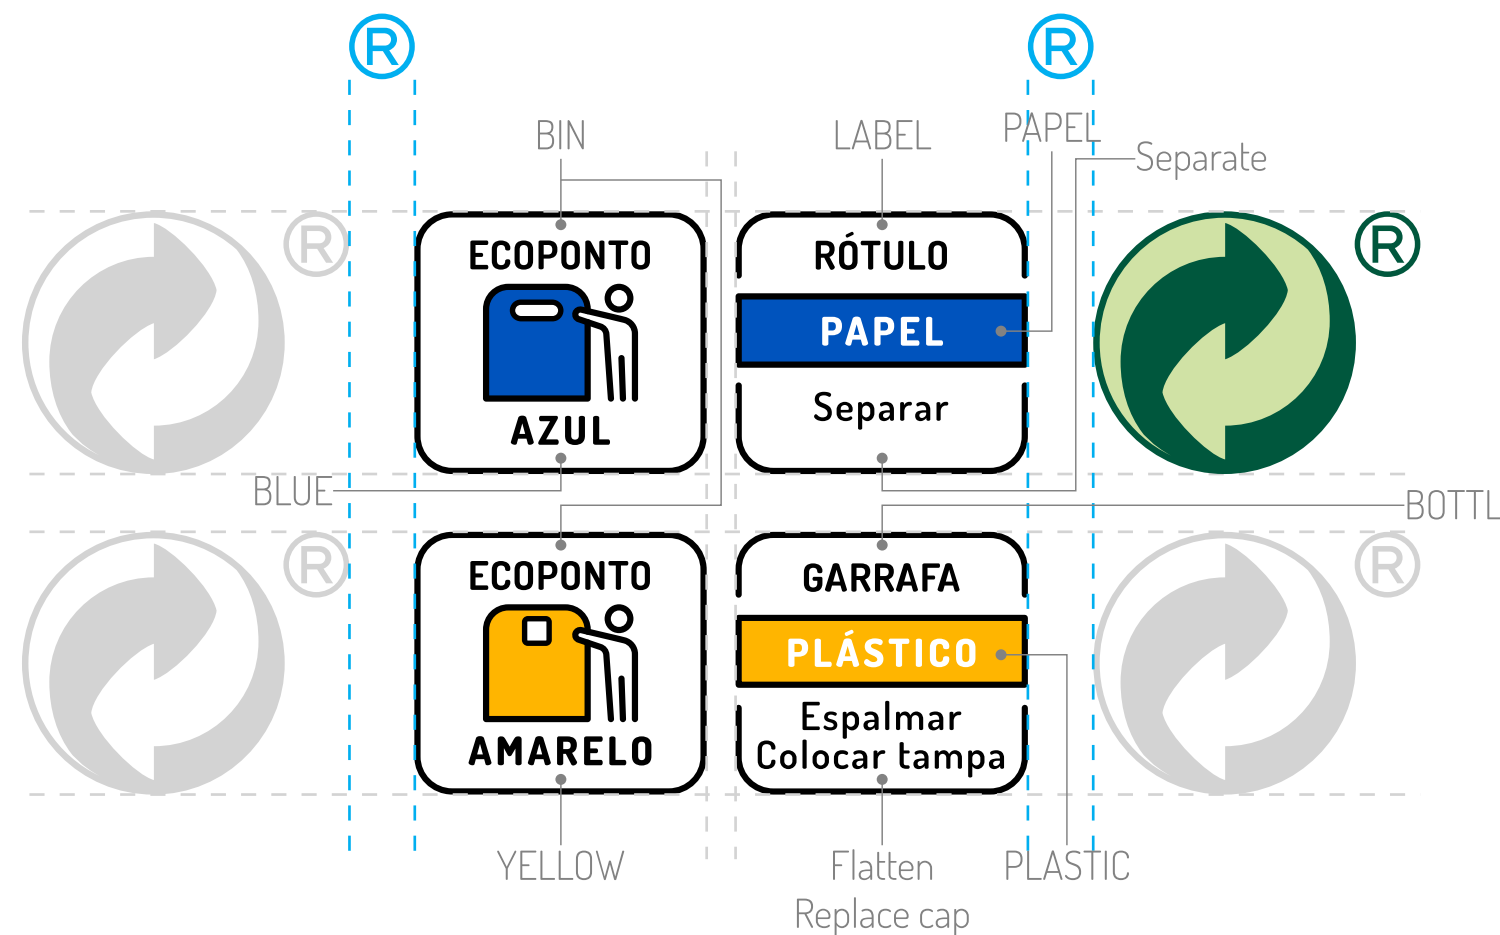 ®
®
BIN
LABEL
PAPEL
Separate
®
ECOPONTO
AZUL
RÓTULO
PAPEL
Separar
®
BLUE
BOTTL
®
ECOPONTO
AMARELO
GARRAFA
PLÁSTICO
Espalmar
Colocar tampa
®
YELLOW
Flatten
Replace cap
PLASTIC